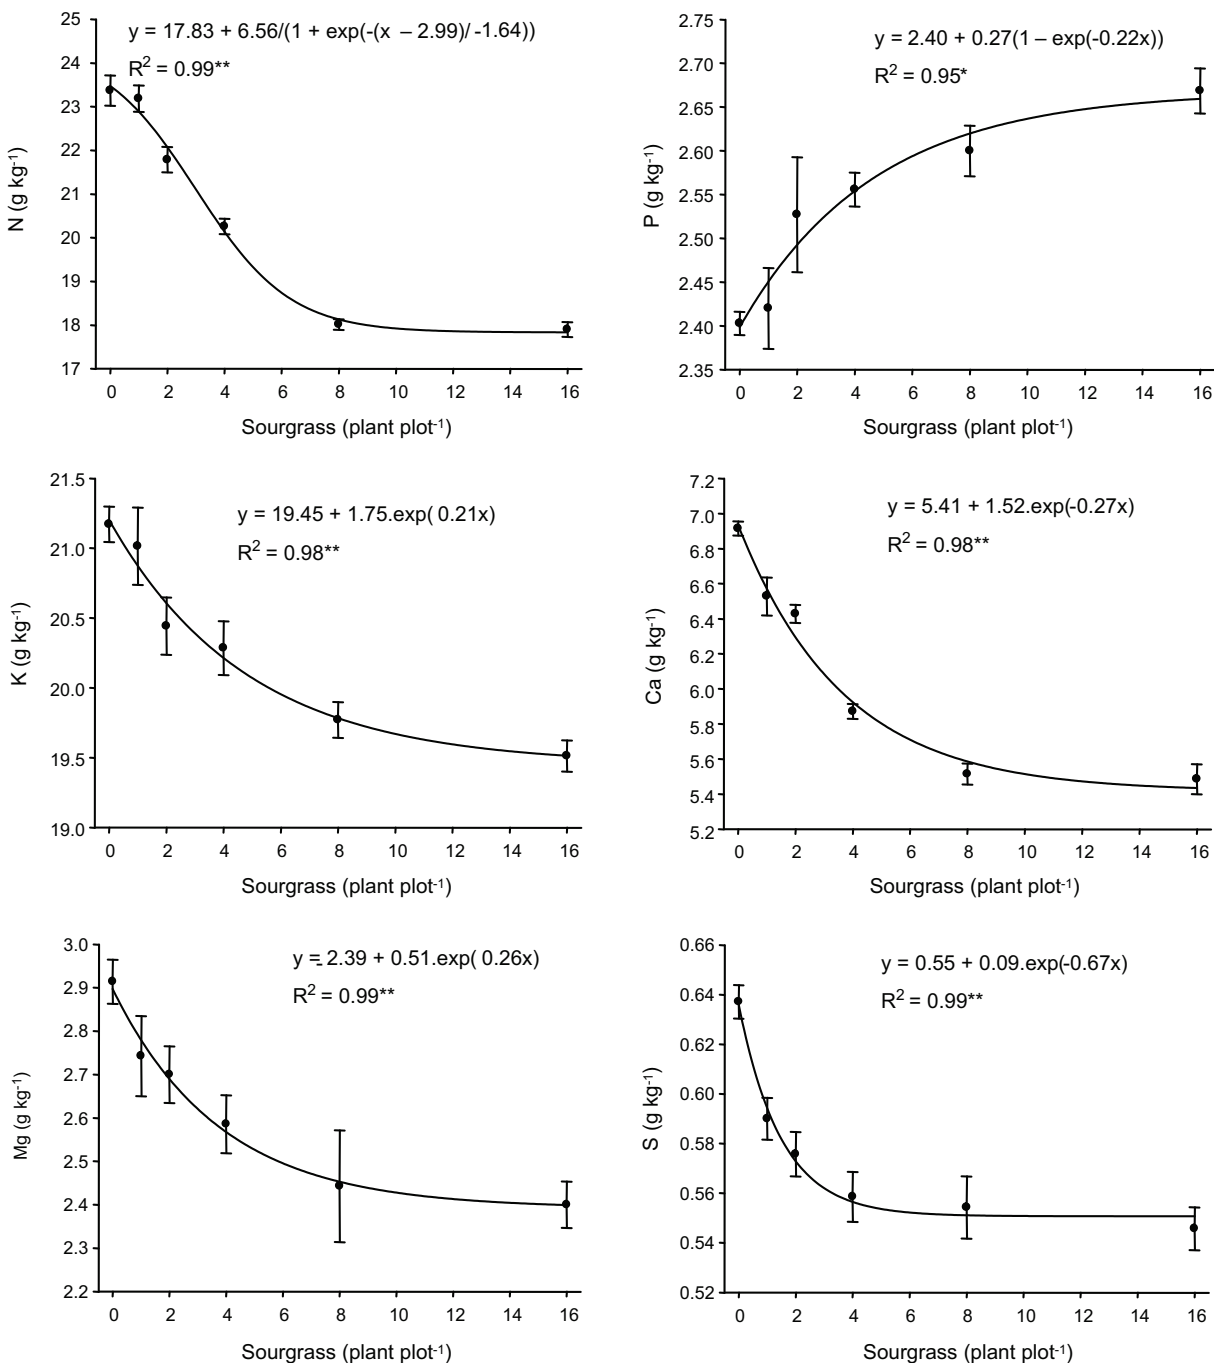 y = 17.83 + 6.56/(1 + exp(-(x – 2.99)/ -1.64))
R² = 0.99**
25
24
23
22
21
20
19
18
17
N (g kg⁻¹)
0 2 4 6 8 10 12 14 16
Sourgrass (plant plot⁻¹)
y = 2.40 + 0.27(1 – exp(-0.22x))
R² = 0.95*
2.75
2.70
2.65
2.60
2.55
2.50
2.45
2.40
2.35
P (g kg⁻¹)
0 2 4 6 8 10 12 14 16
Sourgrass (plant plot⁻¹)
y = 19.45 + 1.75.exp( 0.21x)
R² = 0.98**
21.5
21.0
20.5
20.0
19.5
19.0
K (g kg⁻¹)
0 2 4 6 8 10 12 14 16
Sourgrass (plant plot⁻¹)
y = 5.41 + 1.52.exp(-0.27x)
R² = 0.98**
7.2
7.0
6.8
6.6
6.4
6.2
6.0
5.8
5.6
5.4
5.2
Ca (g kg⁻¹)
0 2 4 6 8 10 12 14 16
Sourgrass (plant plot⁻¹)
y = 2.39 + 0.51.exp( 0.26x)
R² = 0.99**
3.0
2.9
2.8
2.7
2.6
2.5
2.4
2.3
2.2
Mg (g kg⁻¹)
0 2 4 6 8 10 12 14 16
Sourgrass (plant plot⁻¹)
y = 0.55 + 0.09.exp(-0.67x)
R² = 0.99**
0.66
0.64
0.62
0.60
0.58
0.56
0.54
0.52
S (g kg⁻¹)
0 2 4 6 8 10 12 14 16
Sourgrass (plant plot⁻¹)